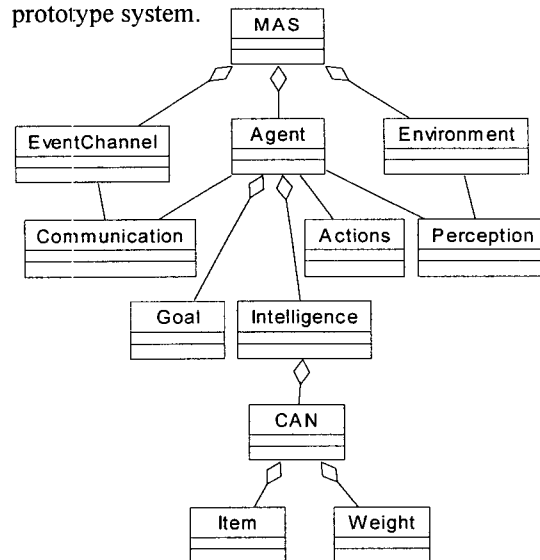 prototype system.
MAS
EventChannel
Agent
Environment
Communication
Actions
Perception
Goal
Intelligence
CAN
Item
Weight